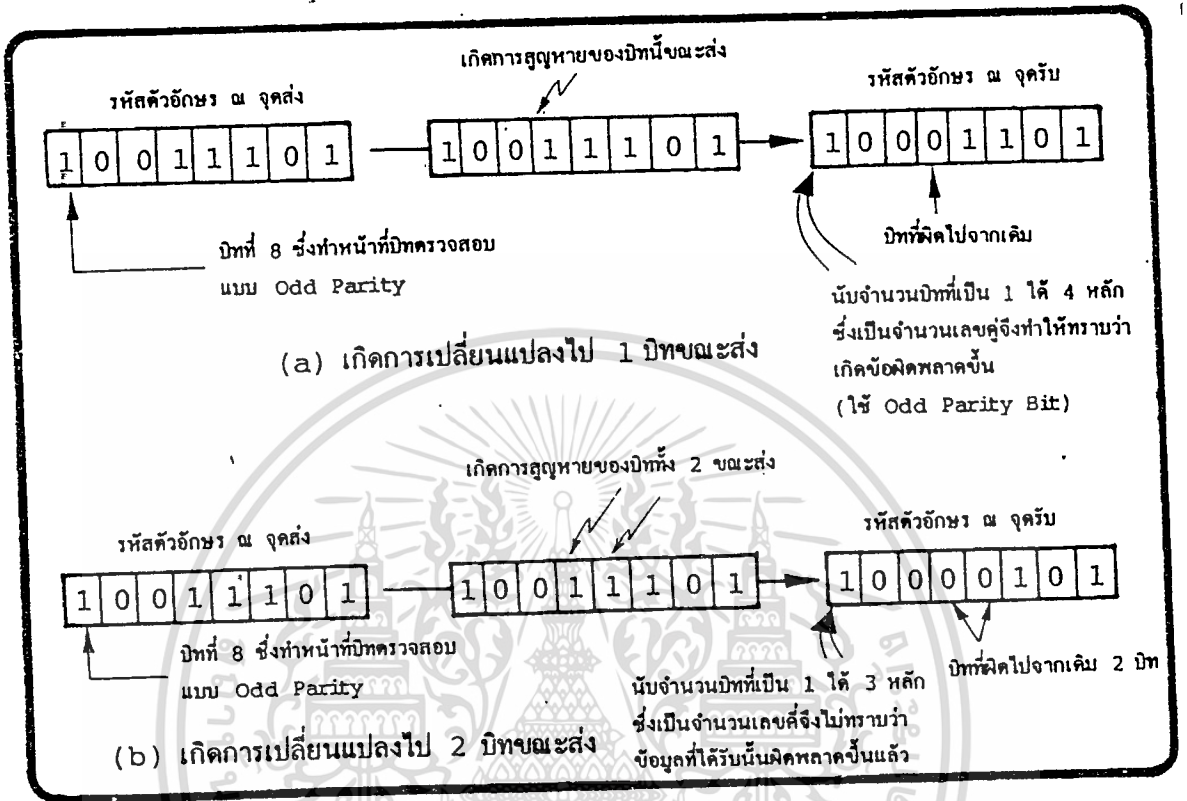 เกิดการสูญหายของบิทนี้ขณะส่ง
รหัสตัวอักษร ณ จุดส่ง
รหัสตัวอักษร ณ จุดรับ
1 0 0 1 1 1 0 1
1 0 0 1 1 1 0 1
1 0 0 0 1 1 0 1
บิทที่ 8 ซึ่งทำหน้าที่บิทตรวจสอบ
แบบ Odd Parity
บิทที่ผิดไปจากเดิม
นับจำนวนบิทที่เป็น 1 ได้ 4 หลัก
ซึ่งเป็นจำนวนเลขคู่จึงทำให้ทราบว่า
เกิดข้อผิดพลาดขึ้น
(ใช้ Odd Parity Bit)
(a) เกิดการเปลี่ยนแปลงไป 1 บิทขณะส่ง
เกิดการสูญหายของบิททั้ง 2 ขณะส่ง
รหัสตัวอักษร ณ จุดส่ง
รหัสตัวอักษร ณ จุดรับ
1 0 0 1 1 1 0 1
1 0 0 1 1 1 0 1
1 0 0 0 0 1 0 1
บิทที่ 8 ซึ่งทำหน้าที่บิทตรวจสอบ
แบบ Odd Parity
บิทที่ผิดไปจากเดิม 2 บิท
นับจำนวนบิทที่เป็น 1 ได้ 3 หลัก
ซึ่งเป็นจำนวนเลขคี่จึงไม่ทราบว่า
ข้อมูลที่ได้รับนั้นผิดพลาดขึ้นแล้ว
(b) เกิดการเปลี่ยนแปลงไป 2 บิทขณะส่ง